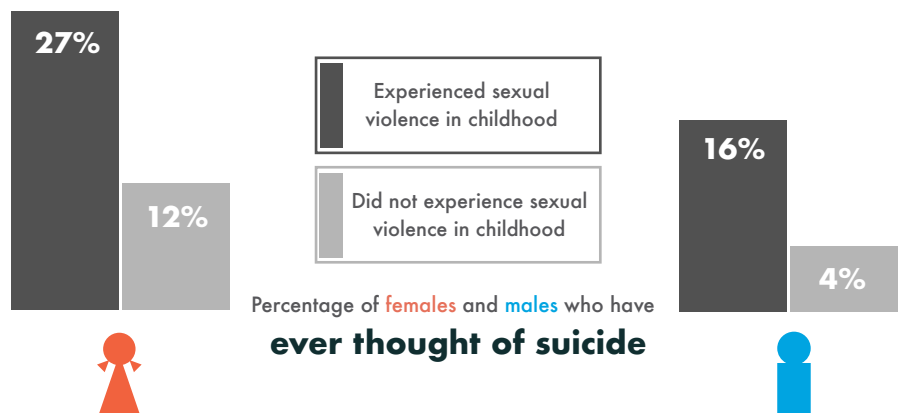 27%
12%
Experienced sexual
violence in childhood
Did not experience sexual
violence in childhood
Percentage of females and males who have
ever thought of suicide
16%
4%